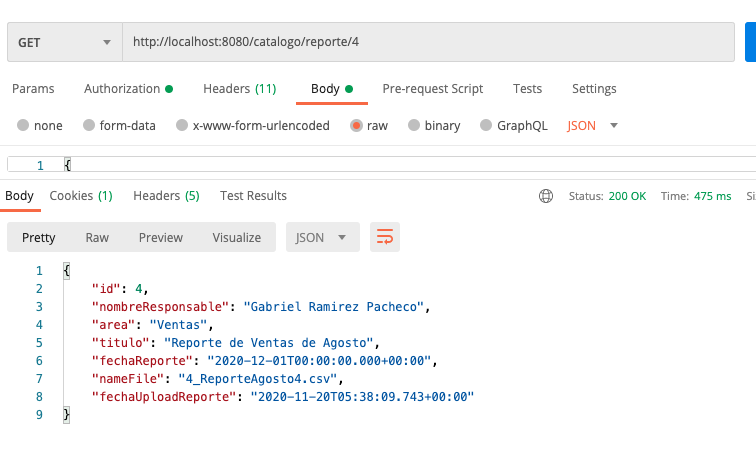 GET http://localhost:8080/catalogo/reporte/4
Params Authorization Headers (11) Body Pre-request Script Tests Settings
none form-data x-www-form-urlencoded raw binary GraphQL JSON
1 {
Body Cookies (1) Headers (5) Test Results Status: 200 OK Time: 475 ms Si
Pretty Raw Preview Visualize JSON
1 {
2 "id": 4,
3 "nombreResponsable": "Gabriel Ramirez Pacheco",
4 "area": "Ventas",
5 "titulo": "Reporte de Ventas de Agosto",
6 "fechaReporte": "2020-12-01T00:00:00.000+00:00",
7 "nameFile": "4_ReporteAgosto4.csv",
8 "fechaUploadReporte": "2020-11-20T05:38:09.743+00:00"
9 }